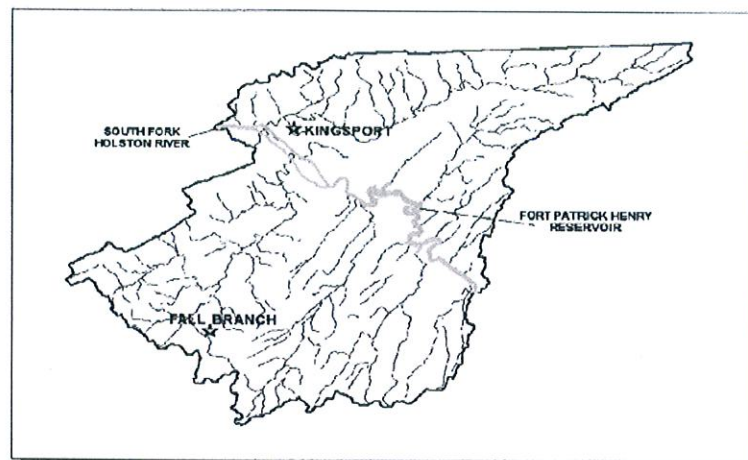 SOUTH FORK
HOLSTON RIVER
KINGSPORT
FORT PATRICK HENRY
RESERVOIR
FALL BRANCH